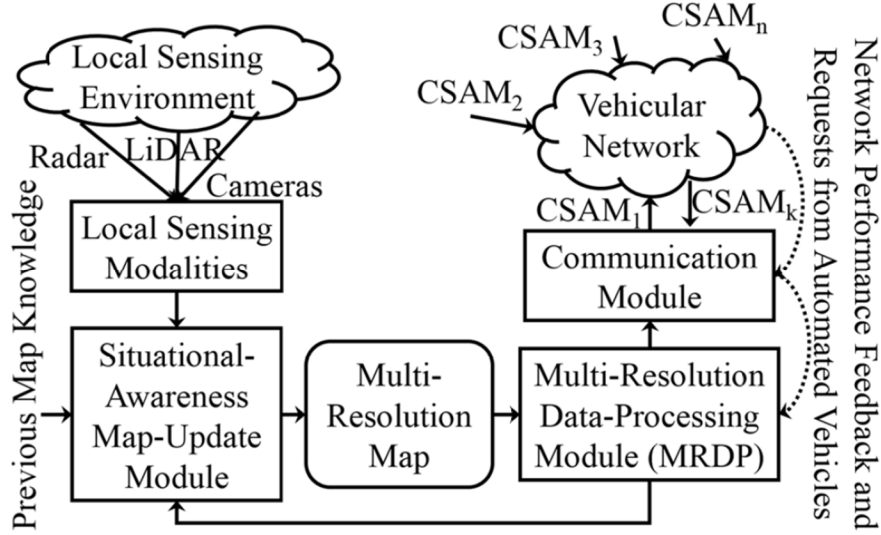 Local Sensing
Environment
Radar
LiDAR
Cameras
Local Sensing
Modalities
Previous Map Knowledge
Situational-
Awareness
Map-Update
Module
Multi-
Resolution
Map
Multi-Resolution
Data-Processing
Module (MRDP)
Communication
Module
CSAM₁
CSAMₖ
Vehicular
Network
CSAM₂
CSAM₃
CSAMₙ
Network Performance Feedback and
Requests from Automated Vehicles